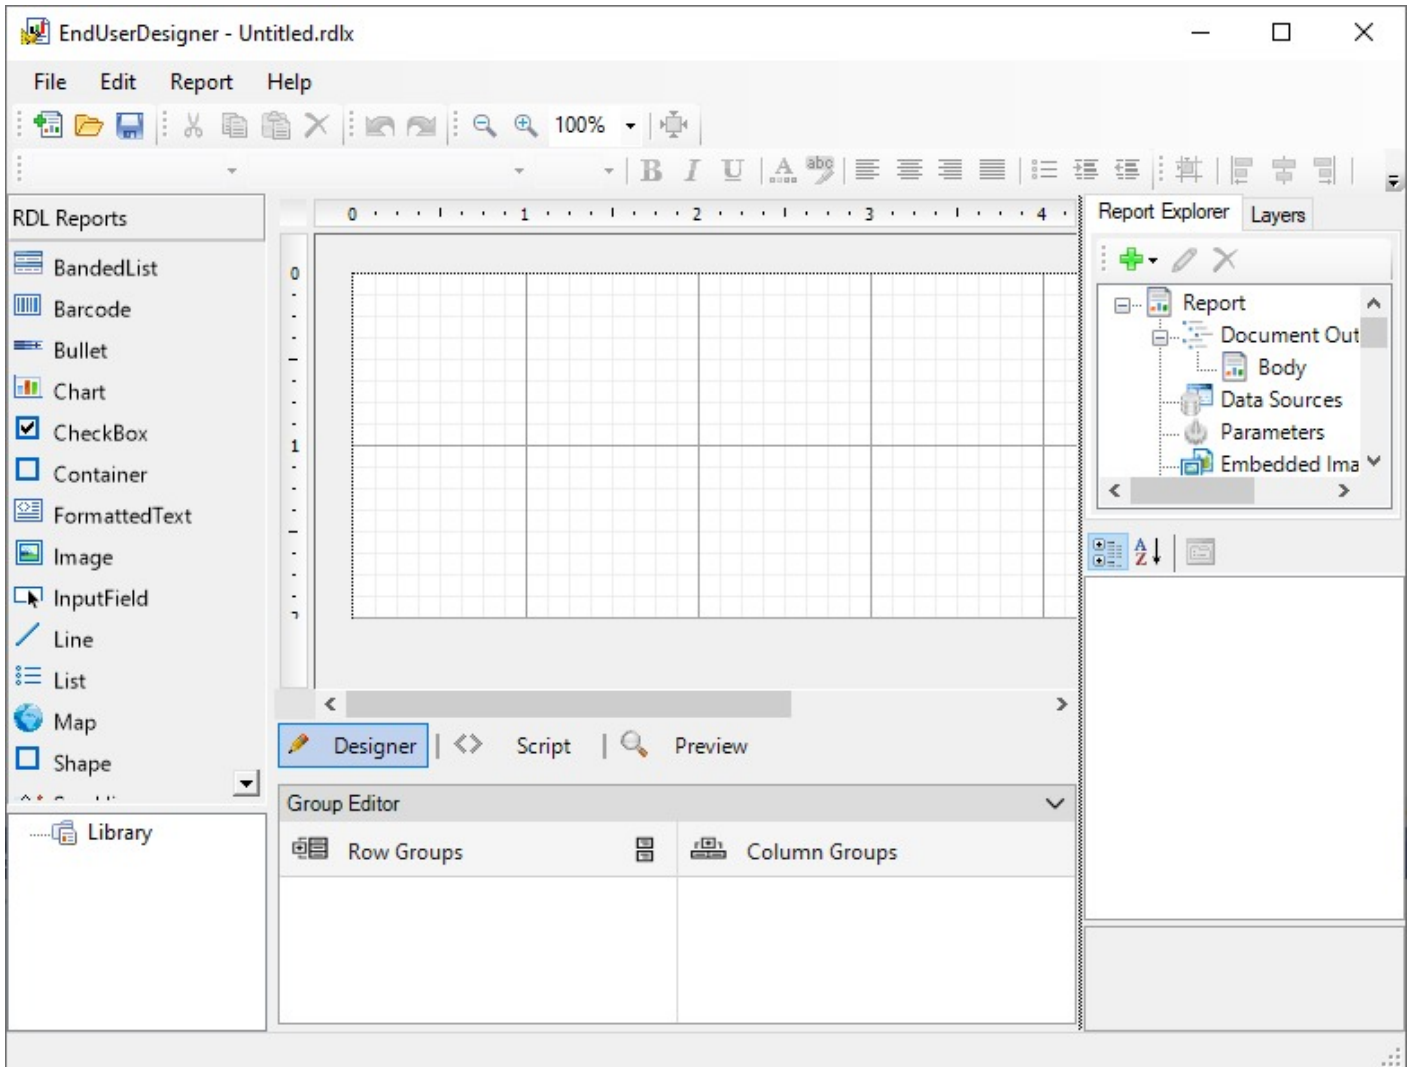 EndUserDesigner - Untitled.rdlx
File Edit Report Help
100%
B I U A abc
RDL Reports
BandedList
Barcode
Bullet
Chart
CheckBox
Container
FormattedText
Image
InputField
Line
List
Map
Shape
Library
0 1 2 3 4
0
1
Designer | Script | Preview
Group Editor
Row Groups
Column Groups
Report Explorer Layers
Report
Document Out
Body
Data Sources
Parameters
Embedded Ima
A
Z